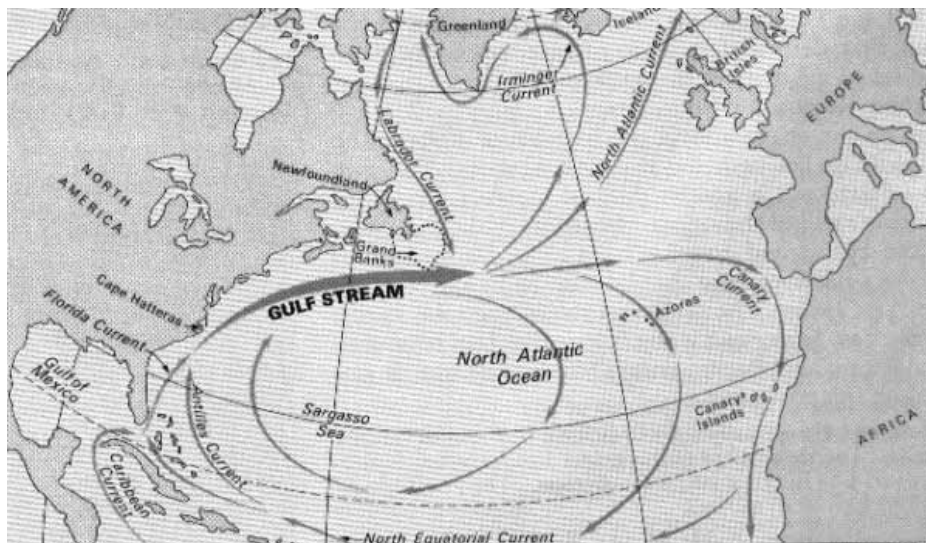 Greenland
Iceland
Irminger
Current
North Atlantic Current
British
Isles
EUROPE
Labrador Current
Newfoundland
NORTH
AMERICA
Grand
Banks
Cape Hatteras
GULF STREAM
Canary
Current
Florida Current
Azores
Gulf of
Mexico
North Atlantic
Ocean
Antilles Current
Sargasso
Sea
Canary
Islands
AFRICA
Caribbean
Current
North Equatorial Current